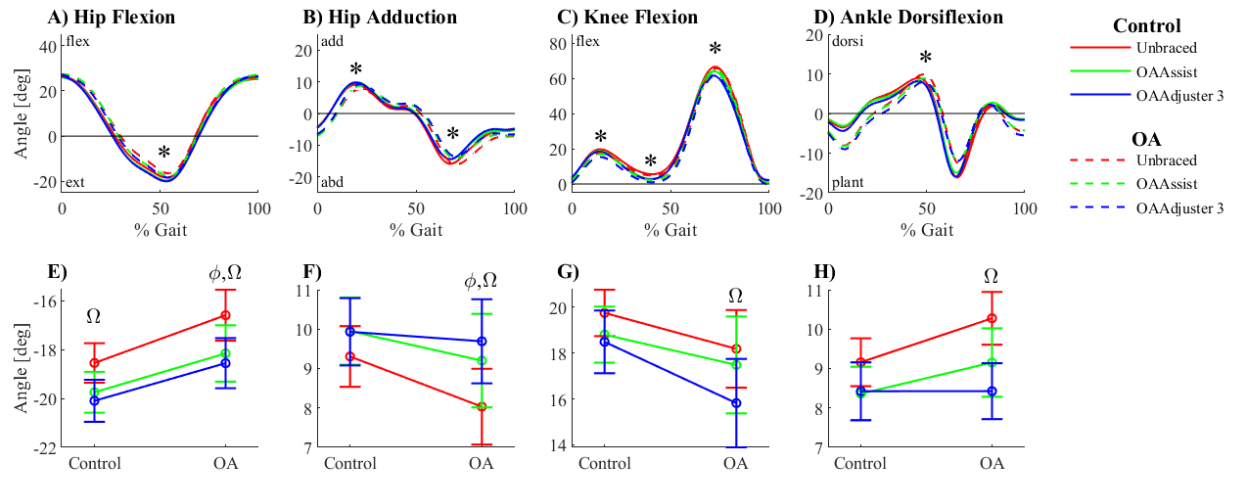 A) Hip Flexion
B) Hip Adduction
C) Knee Flexion
D) Ankle Dorsiflexion
Angle [deg]
40
20
0
-20
flex
ext
*
0
50
100
% Gait
20
10
0
-10
-20
add
abd
*
*
0
50
100
% Gait
80
60
40
20
0
flex
*
*
*
0
50
100
% Gait
20
10
0
-10
-20
dorsi
plant
*
0
50
100
% Gait
Control
Unbraced
OAAssist
OAAdjuster 3
OA
Unbraced
OAAssist
OAAdjuster 3
E)
F)
G)
H)
Angle [deg]
-16
-18
-20
-22
Ω
ϕ,Ω
Control
OA
11
10
9
8
7
ϕ,Ω
Control
OA
20
18
16
14
Ω
Control
OA
11
10
9
8
7
Ω
Control
OA